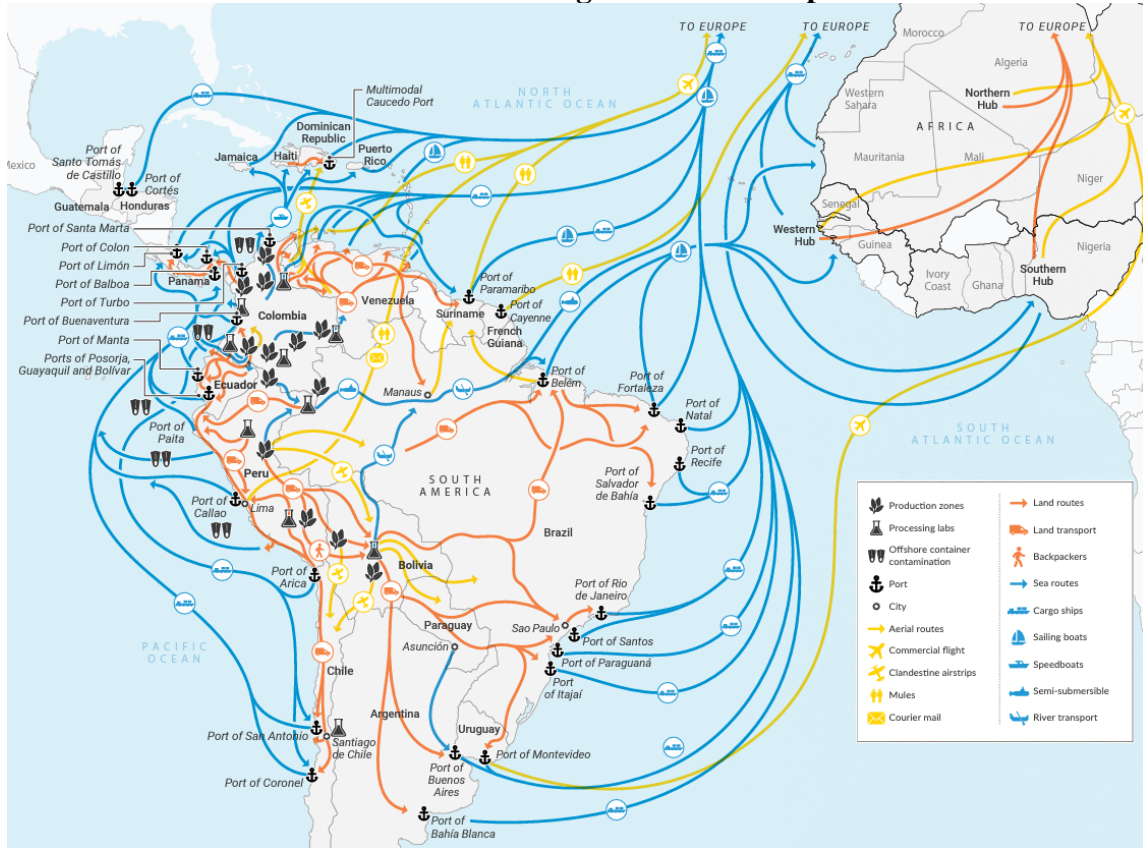 TO EUROPE
TO EUROPE
TO EUROPE
Morocco
Algeria
Western
Sahara
Northern
Hub
AFRICA
Mauritania
Mali
Niger
Senegal
Western
Hub
Guinea
Ivory
Coast
Ghana
Nigeria
Southern
Hub
NORTH
ATLANTIC OCEAN
Multimodal
Caucedo Port
Dominican
Republic
Haiti
Puerto
Rico
Jamaica
Port of
Santo Tomás
de Castillo
Mexico
Port of
Cortés
Guatemala
Honduras
Port of Santa Marta
Port of Colon
Port of Limón
Port of Balboa
Panama
Port of Turbo
Port of Buenaventura
Port of Manta
Ports of Posorja,
Guayaquil and Bolívar
Colombia
Venezuela
Ecuador
Port of
Paramaribo
Suriname
Port of
Cayenne
French
Guiana
Manaus
Port of
Belém
Port of
Fortaleza
Port of
Natal
Port of
Recife
Port of
Salvador
de Bahía
Port of
Paita
Peru
Port of
Callao
Lima
SOUTH
AMERICA
Brazil
Bolivia
Port of
Arica
Port of Rio
de Janeiro
Sao Paulo
Port of Santos
Port of Paraguaná
Port
of Itajaí
Paraguay
Asunción
PACIFIC
OCEAN
Chile
Argentina
Uruguay
Port of San Antonio
Santiago
de Chile
Port of Coronel
Port of
Buenos
Aires
Port of Montevideo
Port of
Bahía Blanca
SOUTH
ATLANTIC OCEAN
Production zones
Processing labs
Offshore container
contamination
Port
City
Aerial routes
Commercial flight
Clandestine airstrips
Mules
Courier mail
Land routes
Land transport
Backpackers
Sea routes
Cargo ships
Sailing boats
Speedboats
Semi-submersible
River transport